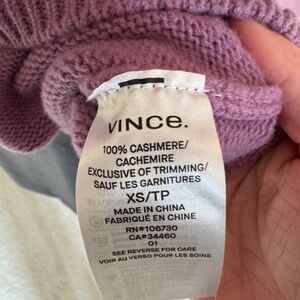 VINCE.
100% CASHMERE/
CACHEMIRE
EXCLUSIVE OF TRIMMING/
SAUF LES GARNITURES
XS/TP
MADE IN CHINA
FABRIQUÉ EN CHINE
RN#106730
CA#34460
01
SEE REVERSE FOR CARE
VOIR AU VERSO POUR LES SOINS